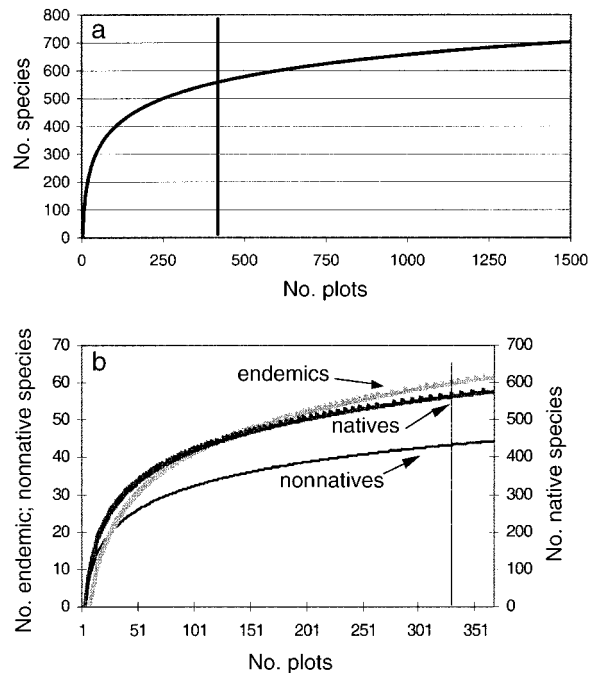 a
No. species
800
700
600
500
400
300
200
100
0
0 250 500 750 1000 1250 1500
No. plots
b
No. endemic; nonnative species
70
60
50
40
30
20
10
0
endemics
natives
nonnatives
700
600
500
400
300
200
100
0
No. native species
1 51 101 151 201 251 301 351
No. plots